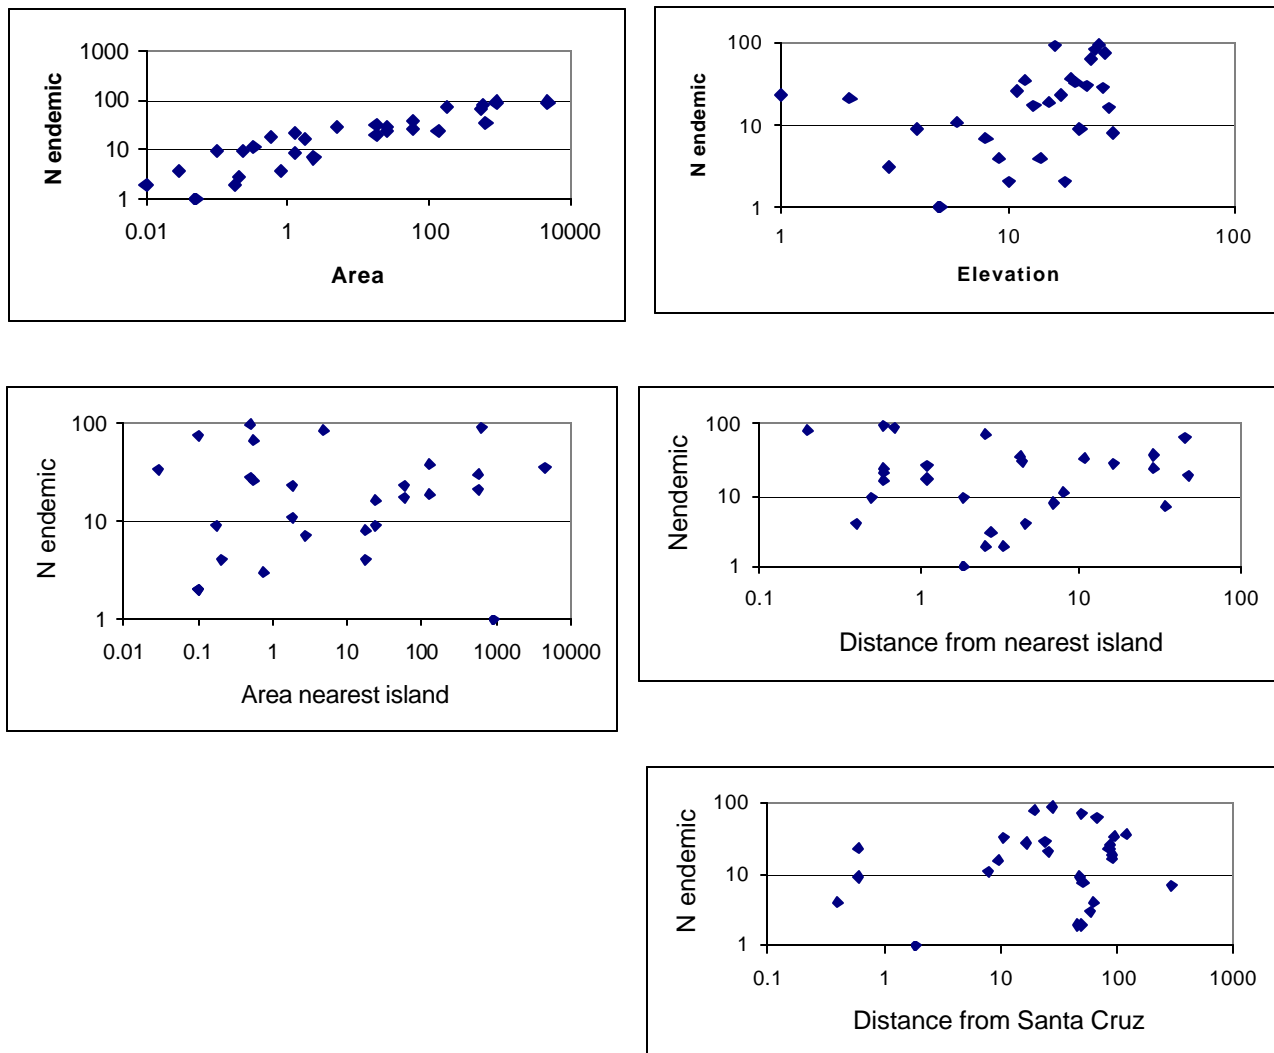 1000
100
10
1
N endemic
0.01 1 100 10000
Area
100
10
1
N endemic
1 10 100
Elevation
100
10
1
N endemic
0.01 0.1 1 10 100 1000 10000
Area nearest island
100
10
1
Nendemic
0.1 1 10 100
Distance from nearest island
100
10
1
N endemic
0.1 1 10 100 1000
Distance from Santa Cruz